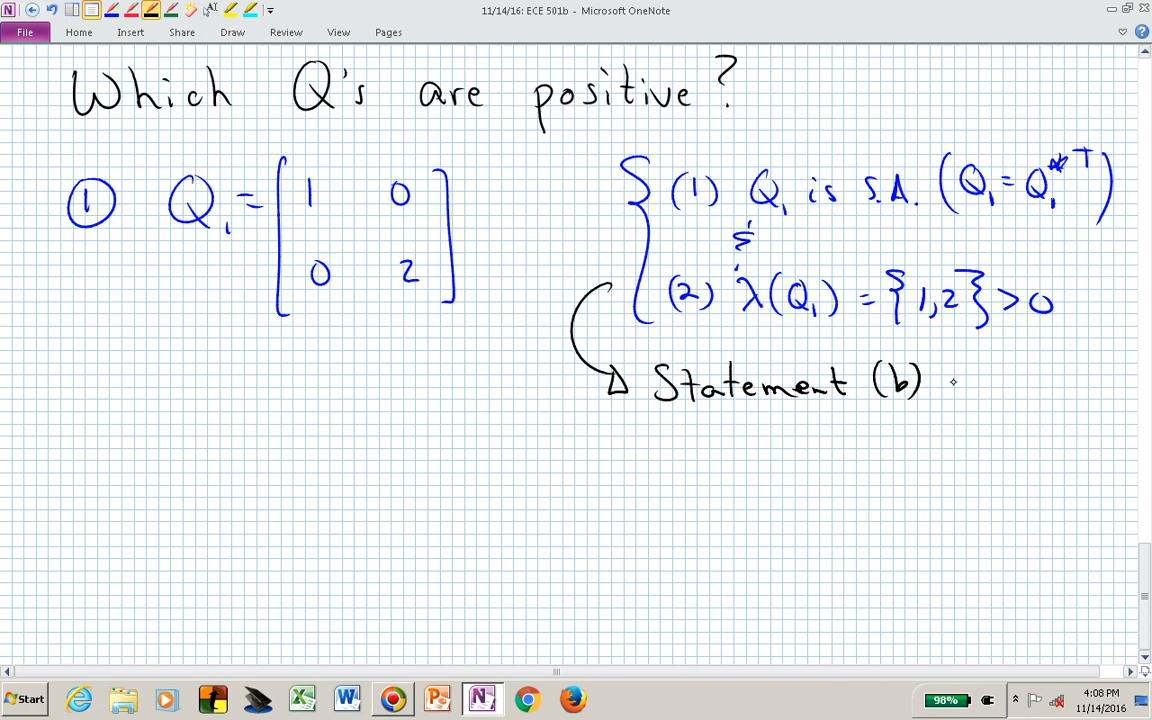 11/14/16: ECE 501b - Microsoft OneNote
File Home Insert Share Draw Review View Pages
Which Q's are positive?
① Q₁ = [1 0; 0 2]
(1) Q₁ is S.A. (Q₁ = Q₁*ᵀ)
&
(2) λ(Q₁) = {1,2} > 0
Statement (b)
Start
98%
4:08 PM
11/14/2016